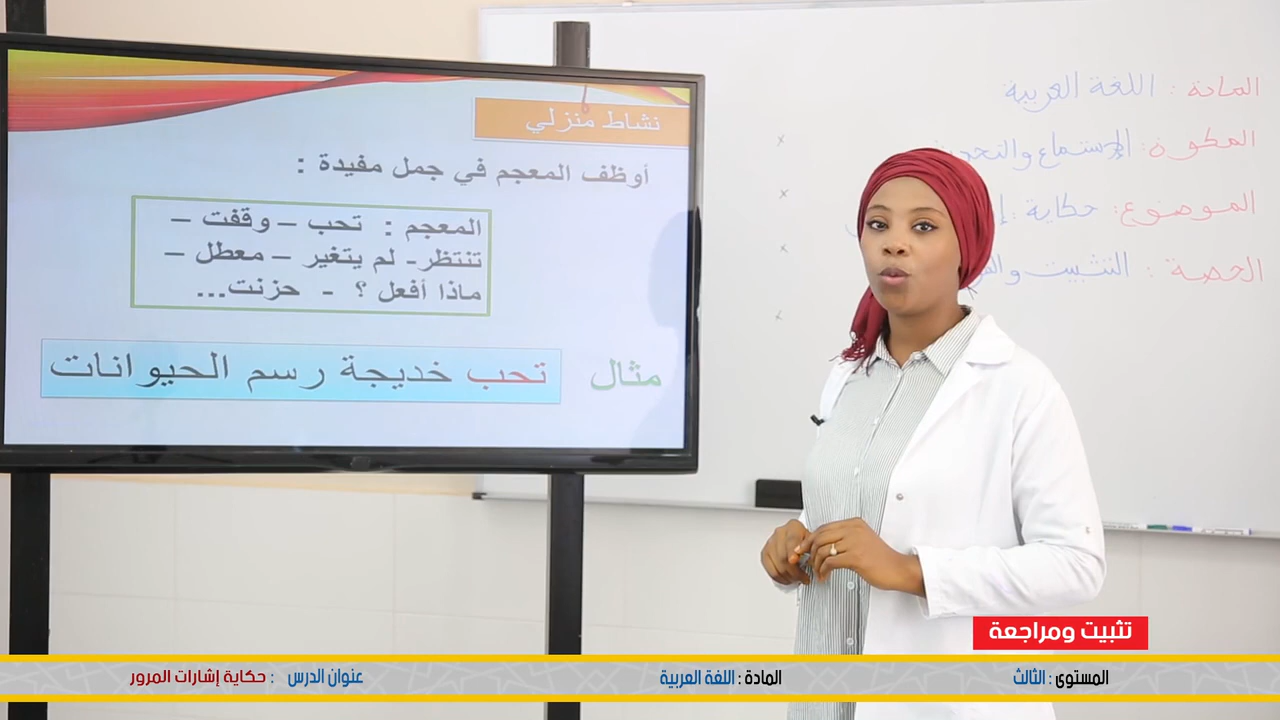 نشاط منزلي
أوظف المعجم في جمل مفيدة :
المعجم : تحب – وقفت –
تنتظر- لم يتغير – معطل –
ماذا أفعل ؟ - حزنت...
مثال تحب خديجة رسم الحيوانات
المادة : اللغة العربية
المكون : الاستماع والتحدث
الموضوع : حكاية
الحصة : التثبيت
تثبيت ومراجعة
المستوى : الثالث
المادة : اللغة العربية
عنوان الدرس : حكاية إشارات المرور